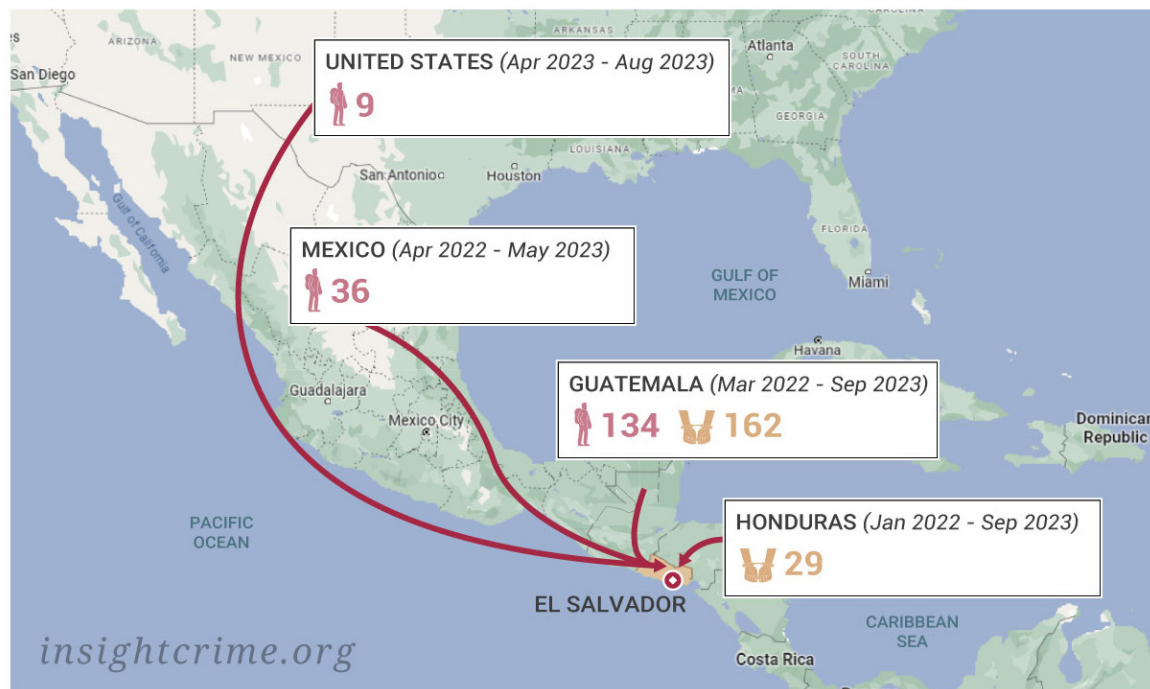 ARKANSAS
CAROLINA
s
ARIZONA
NEW MEXICO
San Diego
UNITED STATES (Apr 2023 - Aug 2023)
9
Atlanta
SOUTH
CAROLINA
MA
GEORGIA
LOUISIANA
San Antonio
Houston
Gulf of California
MEXICO (Apr 2022 - May 2023)
36
FLORIDA
GULF OF
MEXICO
Miami
Havana
GUATEMALA (Mar 2022 - Sep 2023)
134 162
Guadalajara
Mexico City
Dominican
Republic
PACIFIC
OCEAN
HONDURAS (Jan 2022 - Sep 2023)
29
EL SALVADOR
CARIBBEAN
SEA
insightcrime.org
Costa Rica